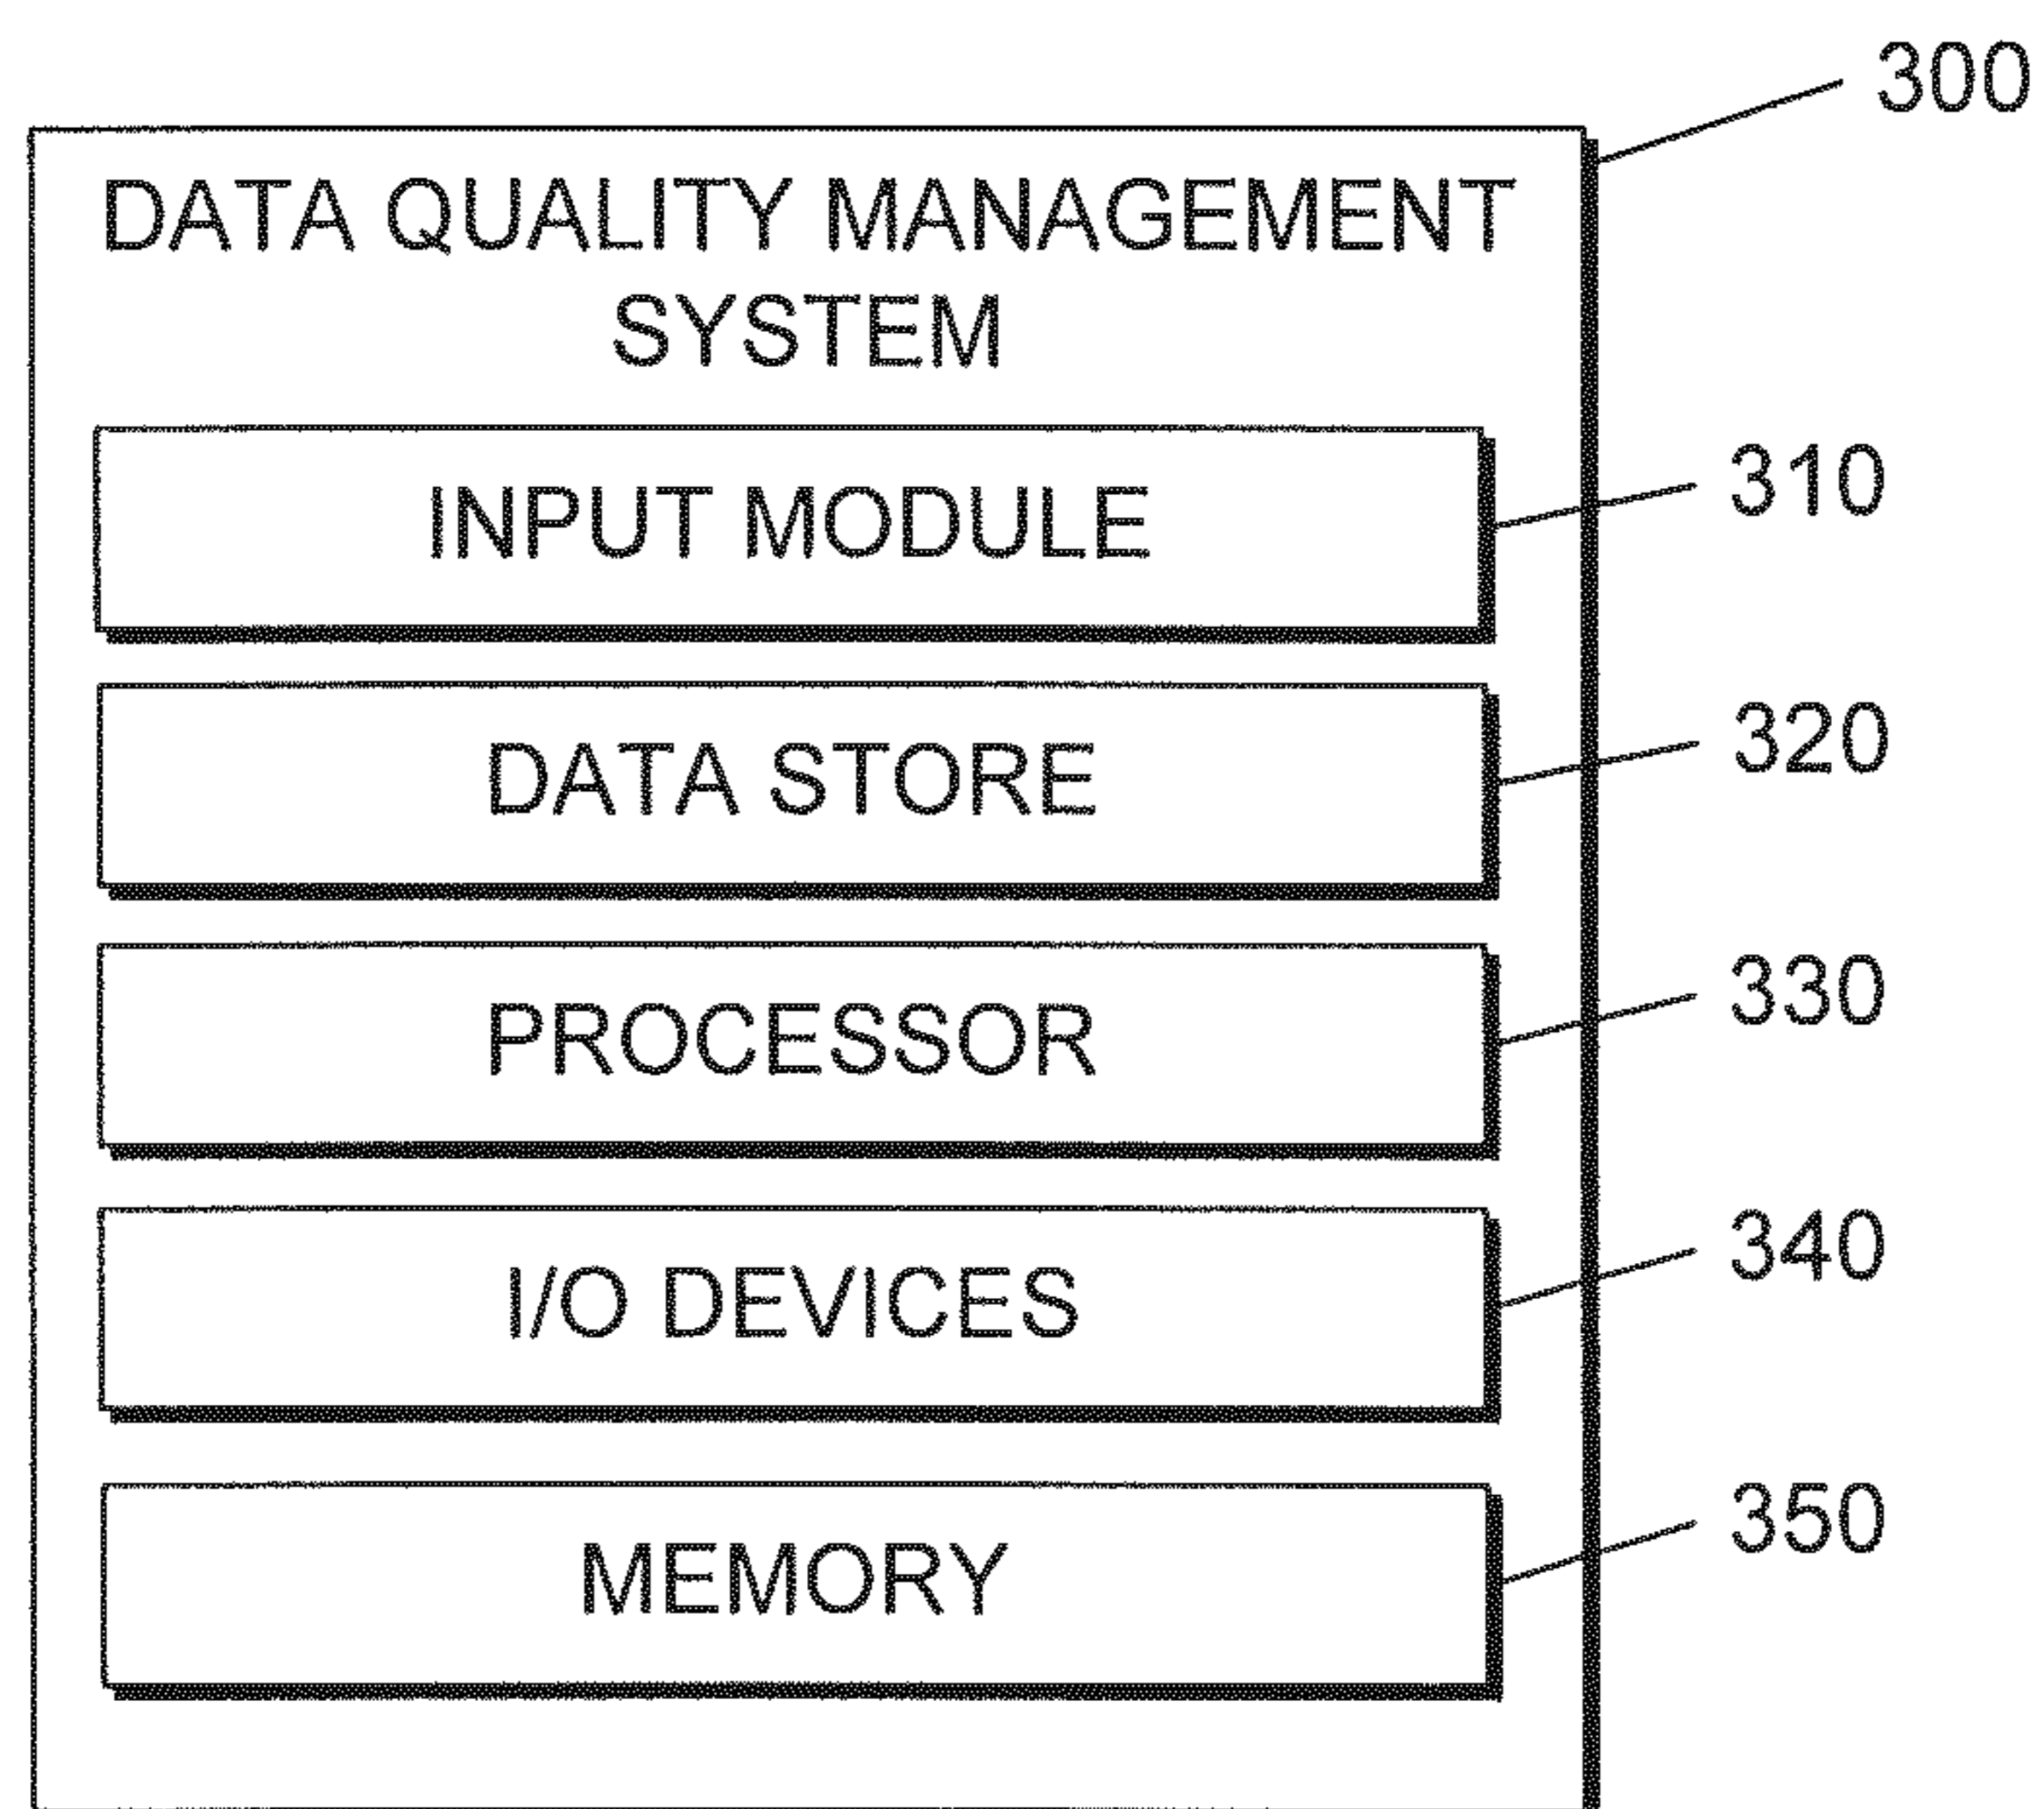 300
DATA QUALITY MANAGEMENT
SYSTEM
INPUT MODULE
310
DATA STORE
320
PROCESSOR
330
I/O DEVICES
340
MEMORY
350